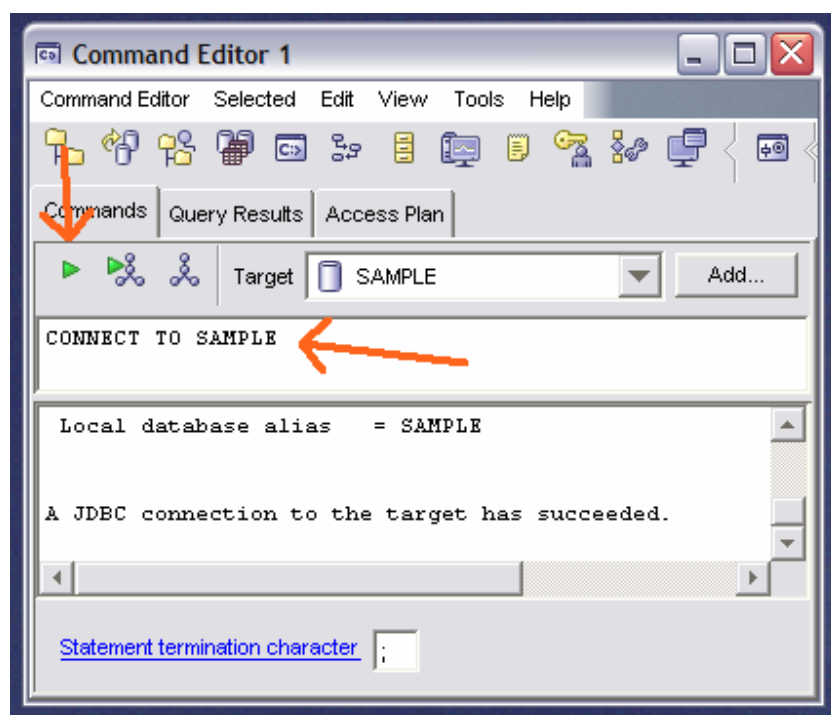 Command Editor 1
Command Editor Selected Edit View Tools Help
Commands Query Results Access Plan
Target SAMPLE Add...
CONNECT TO SAMPLE
Local database alias = SAMPLE
A JDBC connection to the target has succeeded.
Statement termination character ;